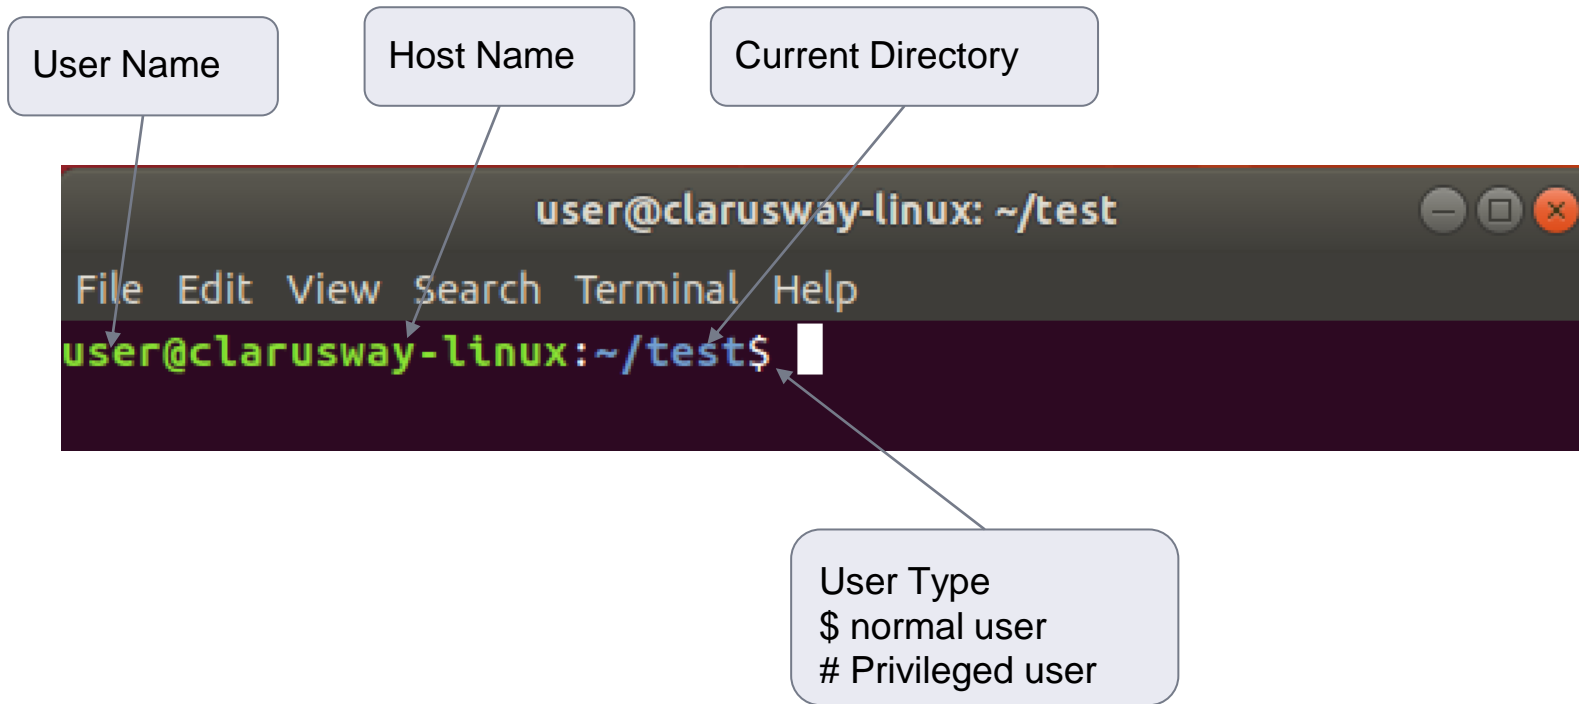 User Name
Host Name
Current Directory
user@clarusway-linux: ~/test
File Edit View Search Terminal Help
user@clarusway-linux:~/test$
User Type
$ normal user
# Privileged user